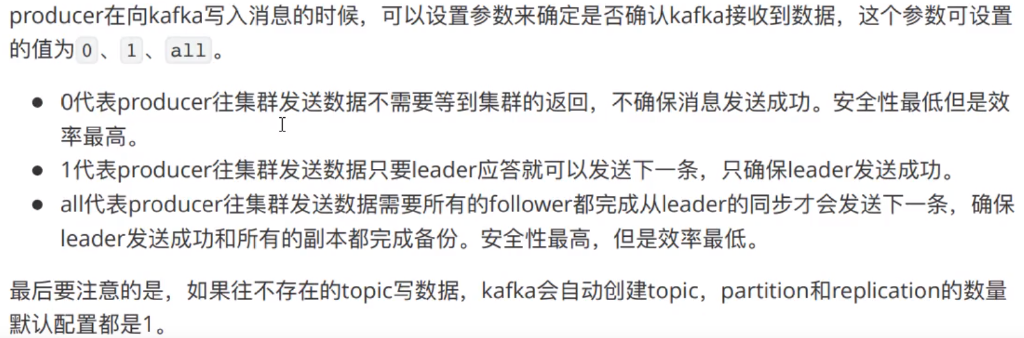 producer在向kafka写入消息的时候，可以设置参数来确定是否确认kafka接收到数据，这个参数可设置
的值为 0 、 1 、 all 。
● 0代表producer往集群发送数据不需要等到集群的返回，不确保消息发送成功。安全性最低但是效
率最高。
● 1代表producer往集群发送数据只要leader应答就可以发送下一条，只确保leader发送成功。
● all代表producer往集群发送数据需要所有的follower都完成从leader的同步才会发送下一条，确保
leader发送成功和所有的副本都完成备份。安全性最高，但是效率最低。
最后要注意的是，如果往不存在的topic写数据，kafka会自动创建topic，partition和replication的数量
默认配置都是1。